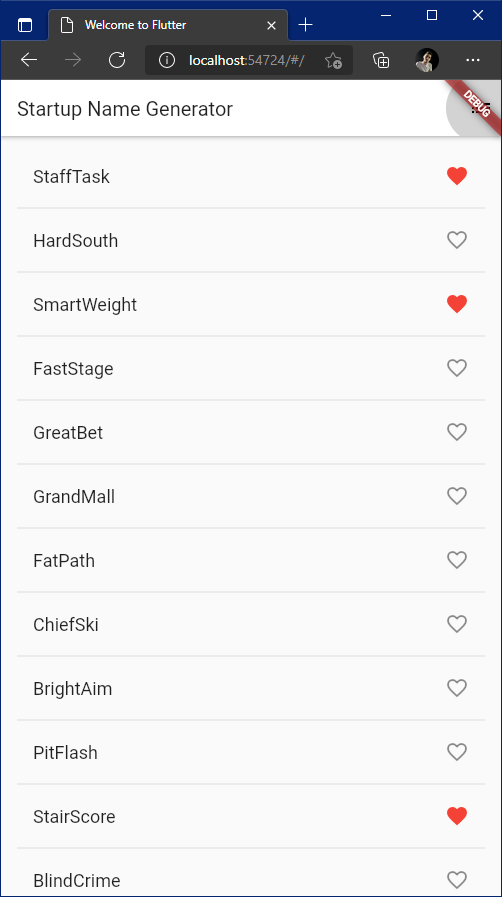 Welcome to Flutter
localhost:54724/#/
Startup Name Generator
DEBUG
StaffTask
HardSouth
SmartWeight
FastStage
GreatBet
GrandMall
FatPath
ChiefSki
BrightAim
PitFlash
StairScore
BlindCrime